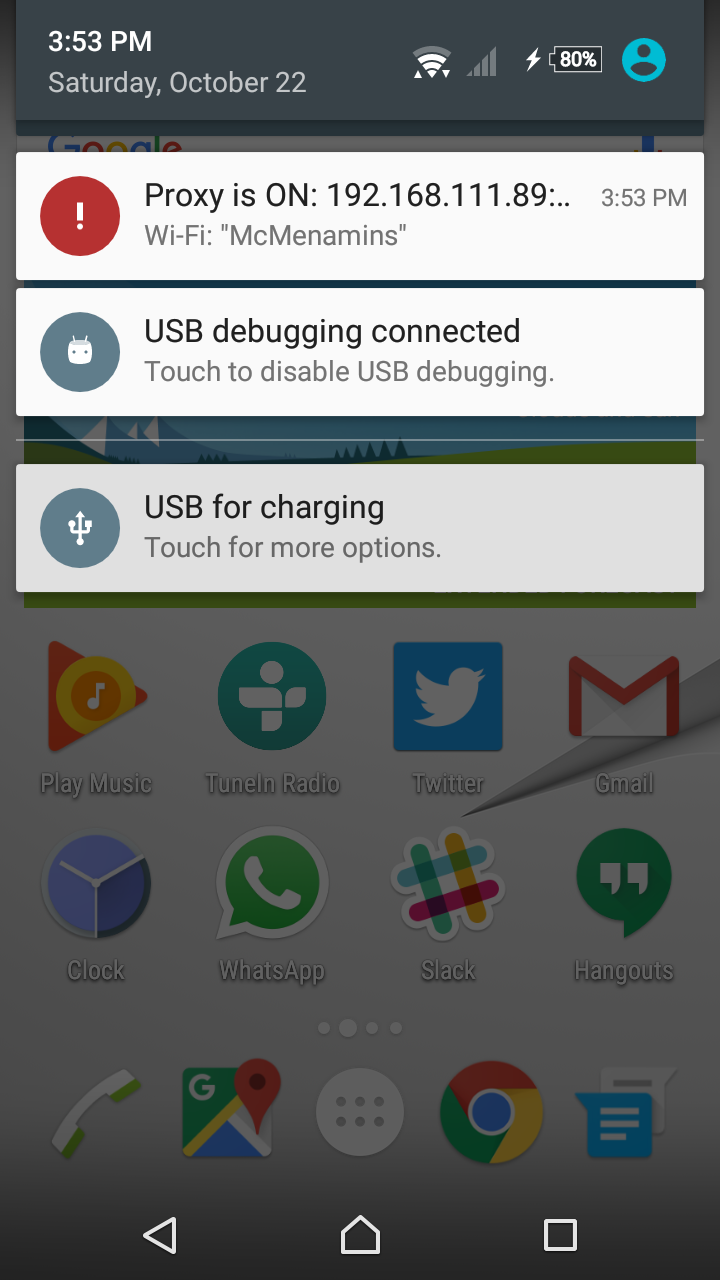 3:53 PM
80%
Saturday, October 22
Google
Proxy is ON: 192.168.111.89:..
3:53 PM
Wi-Fi: "McMenamins"
USB debugging connected
Touch to disable USB debugging.
USB for charging
Touch for more options.
Play Music
TuneIn Radio
Twitter
Gmail
Clock
WhatsApp
Slack
Hangouts
G